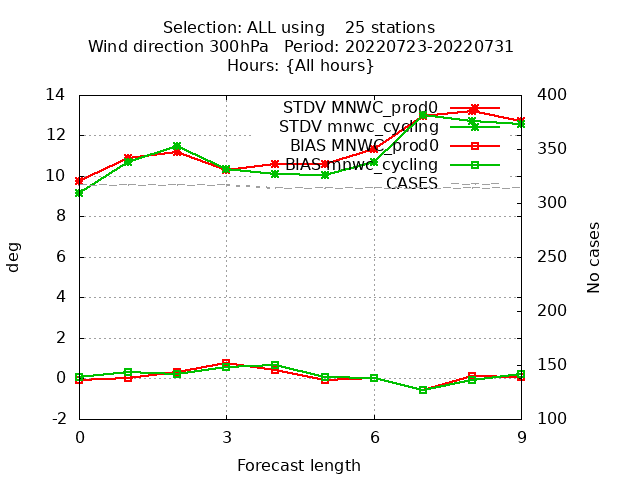 Selection: ALL using    25 stations
Wind direction 300hPa   Period: 20220723-20220731
Hours: {All hours}
14
12
10
8
6
4
2
0
-2
deg
400
350
300
250
200
150
100
No cases
STDV MNWC_prod0
STDV mnwc_cycling
BIAS MNWC_prod0
BIAS mnwc_cycling
CASES
0 3 6 9
Forecast length